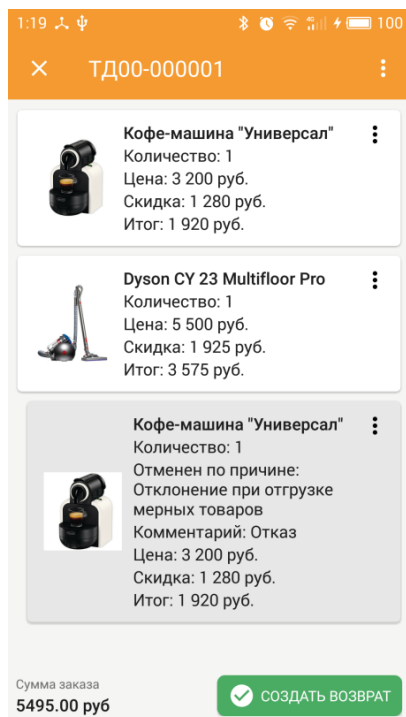 1:19 100
ТД00-000001
Кофе-машина "Универсал"
Количество: 1
Цена: 3 200 руб.
Скидка: 1 280 руб.
Итог: 1 920 руб.
Dyson CY 23 Multifloor Pro
Количество: 1
Цена: 5 500 руб.
Скидка: 1 925 руб.
Итог: 3 575 руб.
Кофе-машина "Универсал"
Количество: 1
Отменен по причине:
Отклонение при отгрузке
мерных товаров
Комментарий: Отказ
Цена: 3 200 руб.
Скидка: 1 280 руб.
Итог: 1 920 руб.
Сумма заказа
5495.00 руб
СОЗДАТЬ ВОЗВРАТ